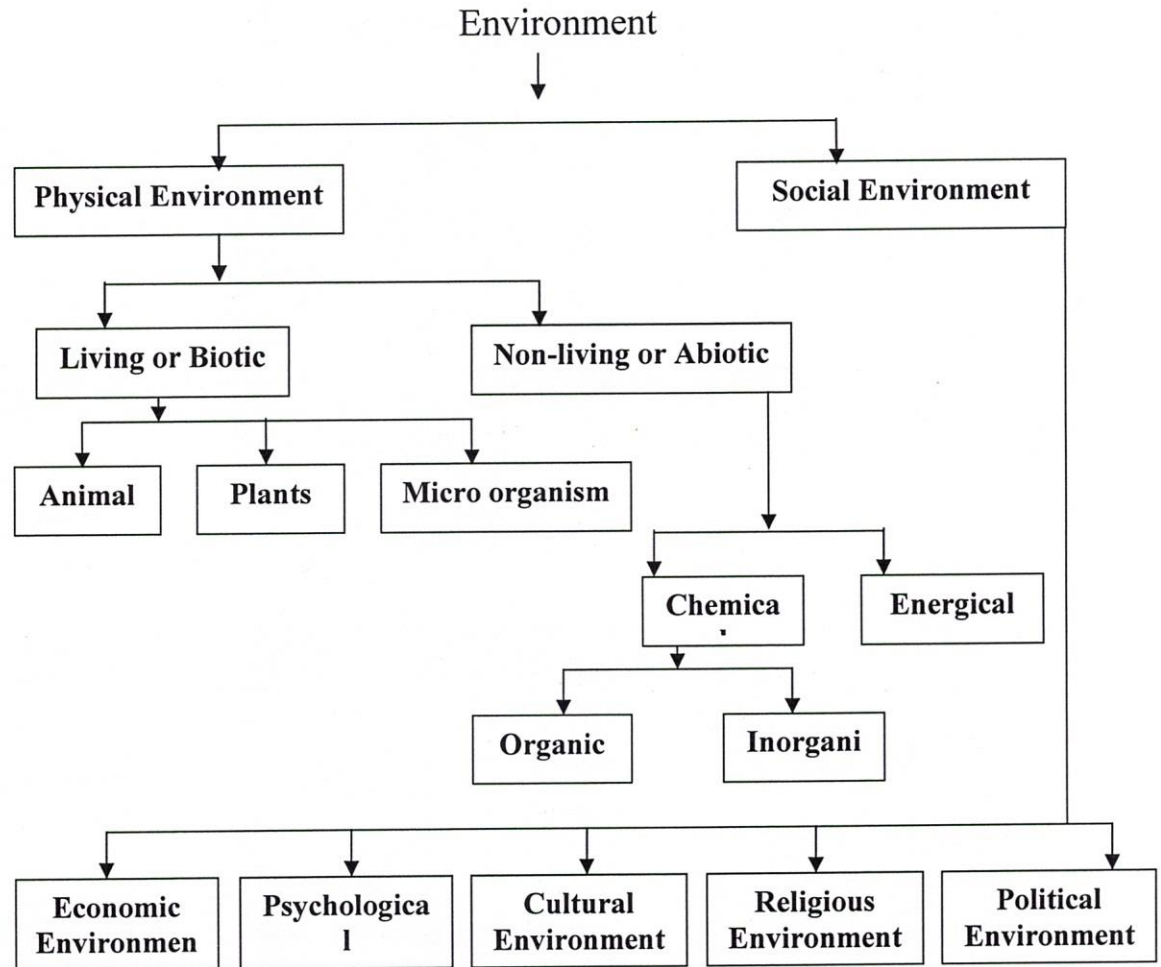 Environment
Physical Environment
Social Environment
Living or Biotic
Non-living or Abiotic
Animal
Plants
Micro organism
Chemica
Energical
Organic
Inorgani
Economic
Environmen
Psychologica
l
Cultural
Environment
Religious
Environment
Political
Environment